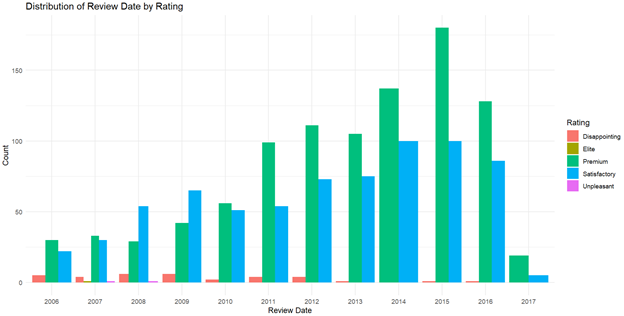 Distribution of Review Date by Rating
150
100
50
0
Count
2006 2007 2008 2009 2010 2011 2012 2013 2014 2015 2016 2017
Review Date
Rating
Disappointing
Elite
Premium
Satisfactory
Unpleasant